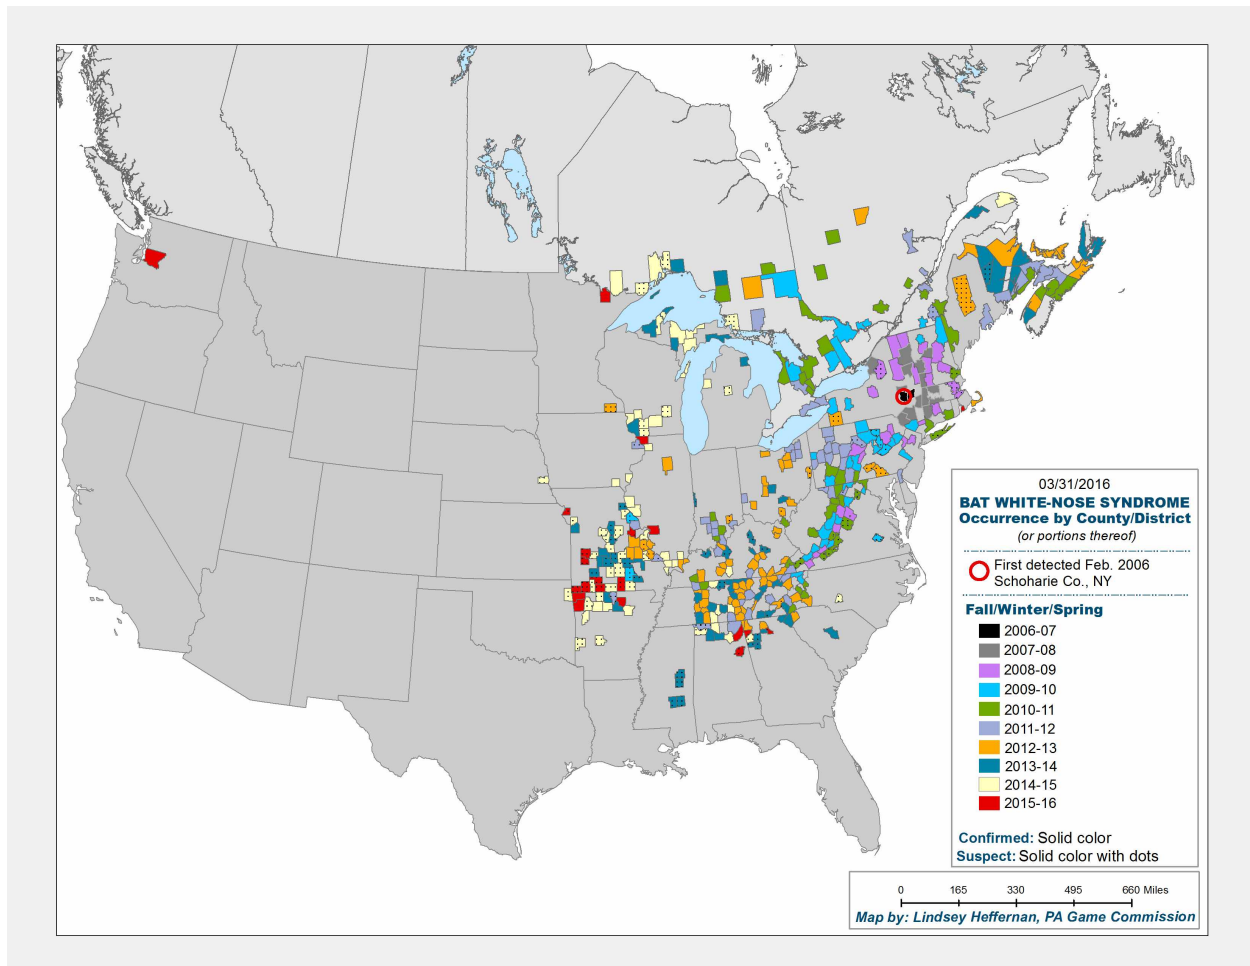 03/31/2016
BAT WHITE-NOSE SYNDROME
Occurrence by County/District
(or portions thereof)
First detected Feb. 2006
Schoharie Co., NY
Fall/Winter/Spring
2006-07
2007-08
2008-09
2009-10
2010-11
2011-12
2012-13
2013-14
2014-15
2015-16
Confirmed: Solid color
Suspect: Solid color with dots
0 165 330 495 660 Miles
Map by: Lindsey Heffernan, PA Game Commission